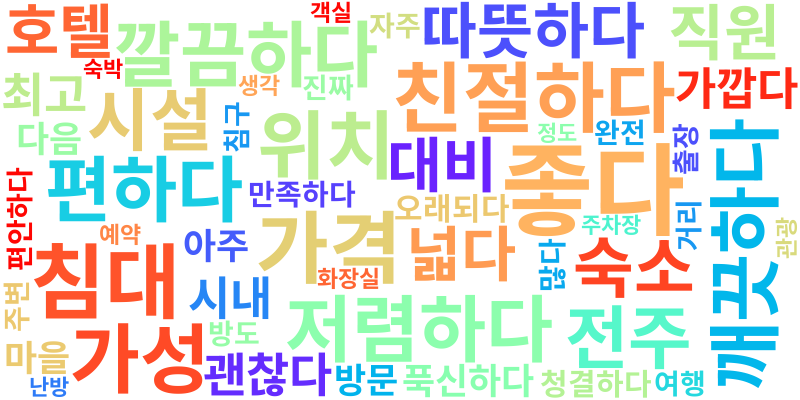 호텔
깔끔하다
객실
자주
따뜻하다
직원
숙박
최고
시설
생각
진짜
친절하다
가깝다
다음
침구
위치
대비
정도
완전
출장
깨끗하다
편하다
만족하다
좋다
편안하다
오래되다
주차장
거리
관광
예약
아주
가격
넓다
숙소
침대
시내
화장실
많다
주변
가성
방도
저렴하다
전주
마을
난방
괜찮다
방문
푹신하다
청결하다
여행